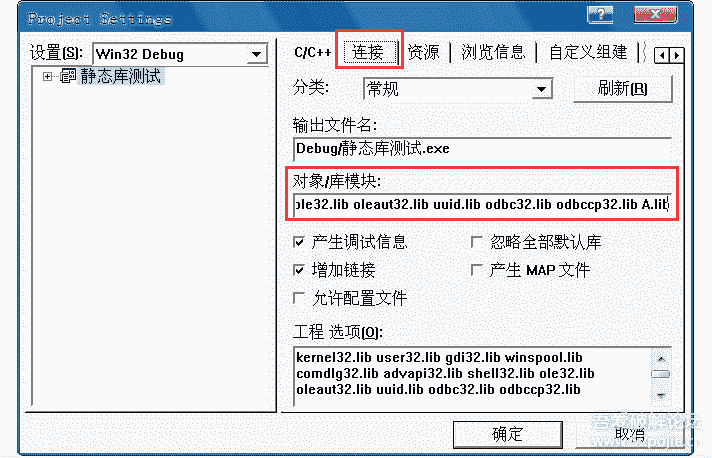 Project Settings
设置(S): Win32 Debug
静态库测试
C/C++ 连接 资源 浏览信息 自定义组建
分类: 常规 刷新(R)
输出文件名:
Debug/静态库测试.exe
对象/库模块:
ole32.lib oleaut32.lib uuid.lib odbc32.lib odbccp32.lib A.lib
产生调试信息 忽略全部默认库
增加链接 产生 MAP 文件
允许配置文件
工程 选项(O):
kernel32.lib user32.lib gdi32.lib winspool.lib
comdlg32.lib advapi32.lib shell32.lib ole32.lib
oleaut32.lib uuid.lib odbc32.lib odbccp32.lib
确定 取消
吾爱破解论坛